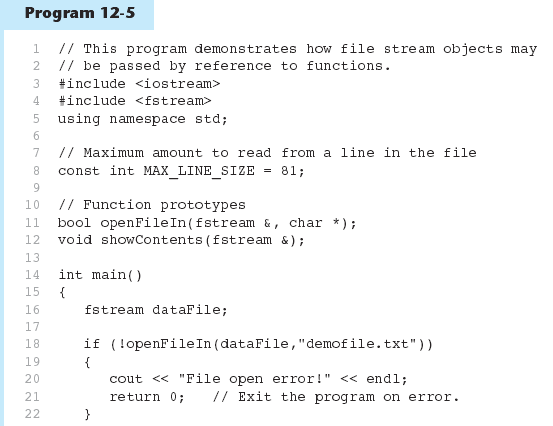 Program 12-5
1 // This program demonstrates how file stream objects may
2 // be passed by reference to functions.
3 #include <iostream>
4 #include <fstream>
5 using namespace std;
6
7 // Maximum amount to read from a line in the file
8 const int MAX_LINE_SIZE = 81;
9
10 // Function prototypes
11 bool openFileIn(fstream &, char *);
12 void showContents(fstream &);
13
14 int main()
15 {
16 fstream dataFile;
17
18 if (!openFileIn(dataFile,"demofile.txt"))
19 {
20 cout << "File open error!" << endl;
21 return 0; // Exit the program on error.
22 }